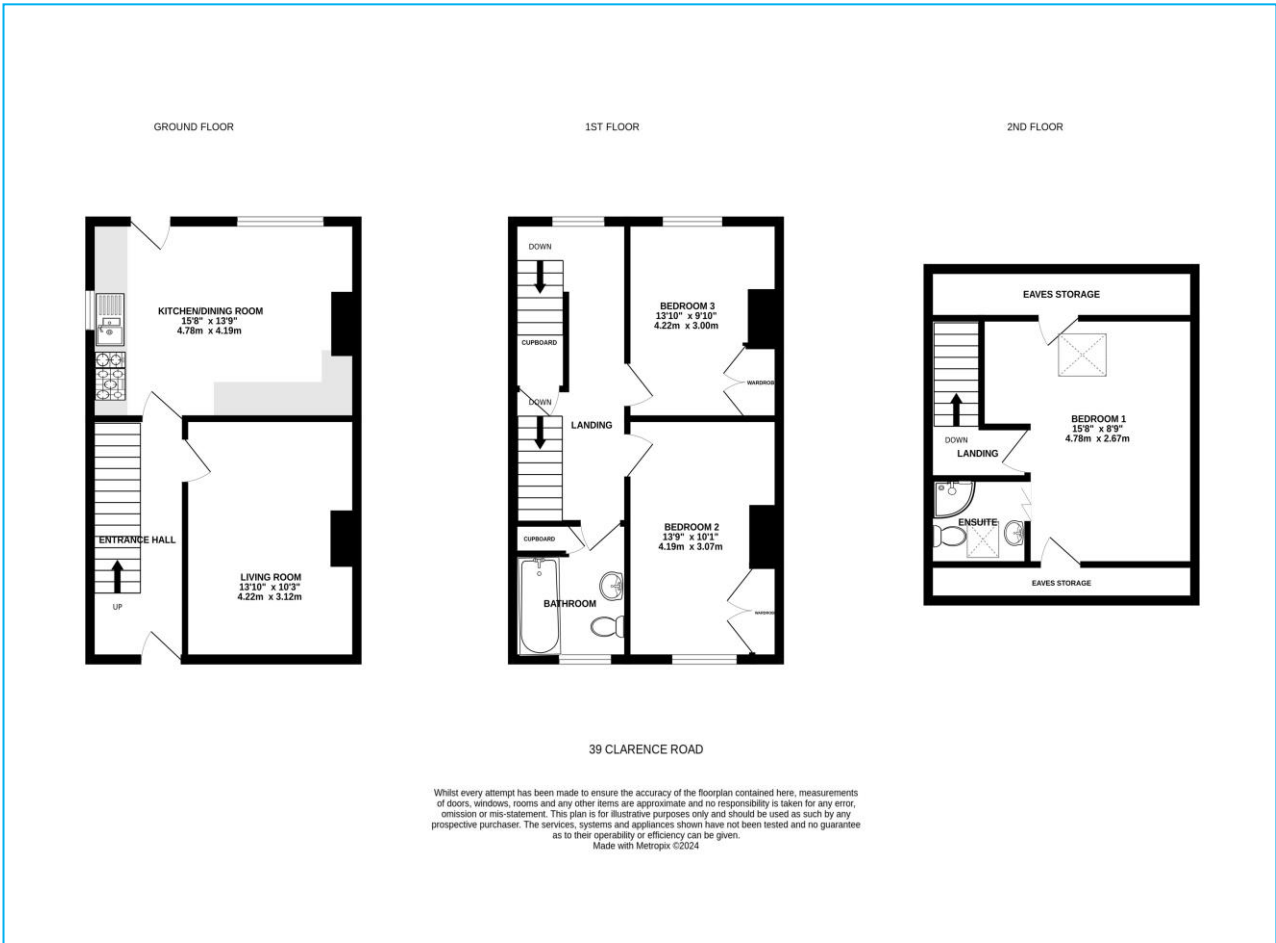 GROUND FLOOR
1ST FLOOR
2ND FLOOR
KITCHEN/DINING ROOM
15'8" x 13'9"
4.78m x 4.19m
ENTRANCE HALL
UP
LIVING ROOM
13'10" x 10'3"
4.22m x 3.12m
DOWN
CUPBOARD
DOWN
LANDING
BEDROOM 3
13'10" x 9'10"
4.22m x 3.00m
WARDROB
BEDROOM 2
13'9" x 10'1"
4.19m x 3.07m
WARDROB
CUPBOARD
BATHROOM
EAVES STORAGE
BEDROOM 1
15'8" x 8'9"
4.78m x 2.67m
DOWN
LANDING
ENSUITE
EAVES STORAGE
39 CLARENCE ROAD
Whilst every attempt has been made to ensure the accuracy of the floorplan contained here, measurements
of doors, windows, rooms and any other items are approximate and no responsibility is taken for any error,
omission or mis-statement. This plan is for illustrative purposes only and should be used as such by any
prospective purchaser. The services, systems and appliances shown have not been tested and no guarantee
as to their operability or efficiency can be given.
Made with Metropix ©2024